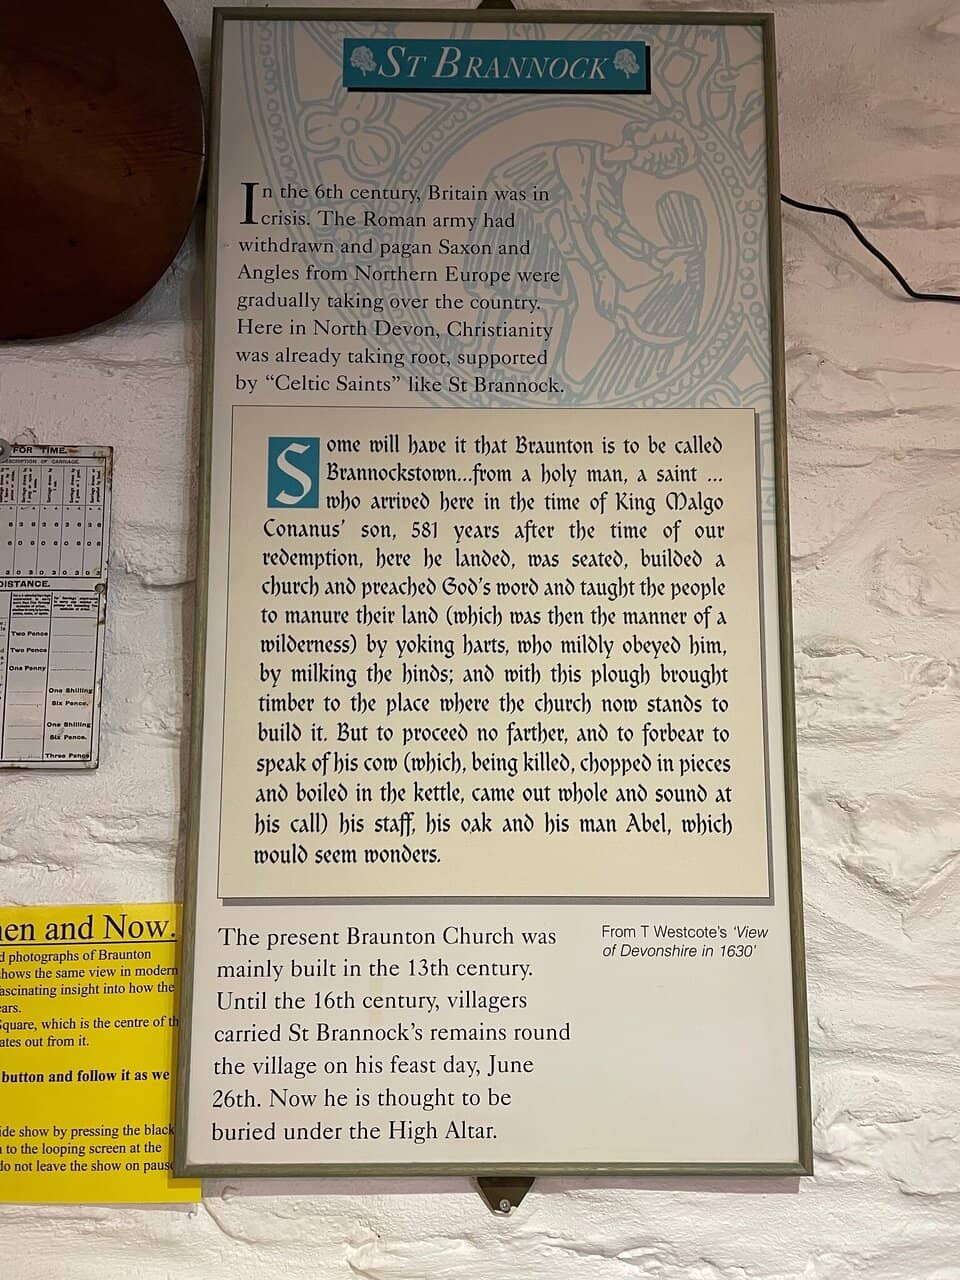 ST BRANNOCK
In the 6th century, Britain was in
crisis. The Roman army had
withdrawn and pagan Saxon and
Angles from Northern Europe were
gradually taking over the country.
Here in North Devon, Christianity
was already taking root, supported
by “Celtic Saints” like St Brannock.
Some will have it that Braunton is to be called
Brannockstown...from a holy man, a saint ...
who arrived here in the time of King Malgo
Conanus’ son, 581 years after the time of our
redemption, here he landed, was seated, builded a
church and preached God’s word and taught the people
to manure their land (which was then the manner of a
wilderness) by yoking harts, who mildly obeyed him,
by milking the hinds; and with this plough brought
timber to the place where the church now stands to
build it. But to proceed no farther, and to forbear to
speak of his cow (which, being killed, chopped in pieces
and boiled in the kettle, came out whole and sound at
his call) his staff, his oak and his man Abel, which
would seem wonders.
From T Westcote’s ‘View
of Devonshire in 1630’
The present Braunton Church was
mainly built in the 13th century.
Until the 16th century, villagers
carried St Brannock’s remains round
the village on his feast day, June
26th. Now he is thought to be
buried under the High Altar.
FOR TIME.
OF CARRIAGE.
DISTANCE.
Two Pence
Two Pence
One Penny
One Shilling
Six Pence.
One Shilling
Six Pence.
Three Pence
and Now.
photographs of Braunton
shows the same view in modern
fascinating insight into how the
Square, which is the centre of
out from it.
button and follow it as we
show by pressing the black
to the looping screen at the
do not leave the show on pause